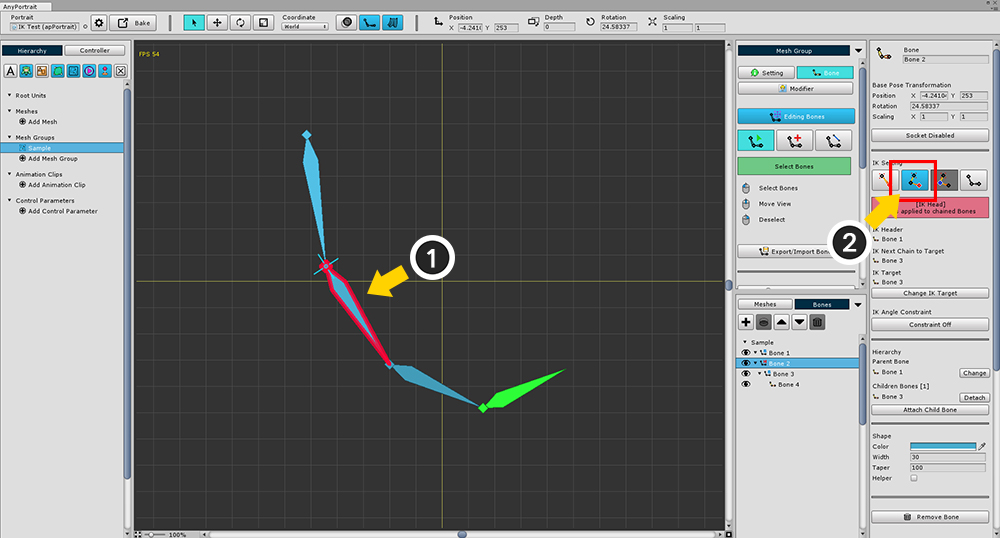 AnyPortrait
Portrait
IK Test (apPortrait)
Bake
Coordinate
World
Position
-4.2416
253
Depth
0
Rotation
24.58337
Scaling
1
1
Hierarchy
Controller
Root Units
Meshes
Add Mesh
Mesh Groups
Sample
Add Mesh Group
Animation Clips
Add Animation Clip
Control Parameters
Add Control Parameter
FPS 54
1
2
100%
Mesh Group
Setting
Bone
Modifier
Editing Bones
Select Bones
Select Bones
Move View
Deselect
Export/Import Bon
Meshes
Bones
Sample
Bone 1
Bone 2
Bone 3
Bone 4
Bone
Bone 2
Base Pose Transformation
Position X -4.2410 Y 253
Rotation 24.58337
Scaling X 1 Y 1
Socket Disabled
IK Se
[IK Head]
applied to chained Bones
IK Header
Bone 1
IK Next Chain to Target
Bone 3
IK Target
Bone 3
Change IK Target
IK Angle Constraint
Constraint Off
Hierarchy
Parent Bone
Bone 1
Change
Children Bones [1]
Bone 3
Detach
Attach Child Bone
Shape
Color
Width 30
Taper 100
Helper
Remove Bone